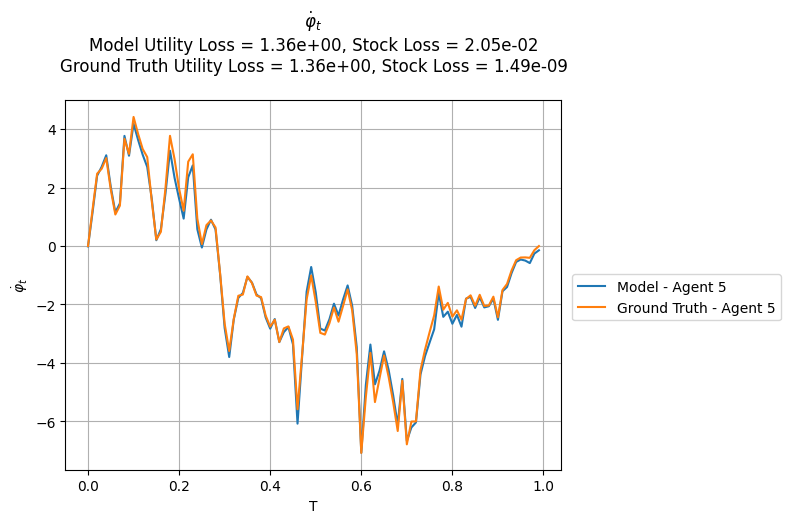 φ̇_t
Model Utility Loss = 1.36e+00, Stock Loss = 2.05e-02
Ground Truth Utility Loss = 1.36e+00, Stock Loss = 1.49e-09
4
2
0
−2
−4
−6
φ̇_t
0.0 0.2 0.4 0.6 0.8 1.0
T
Model - Agent 5
Ground Truth - Agent 5